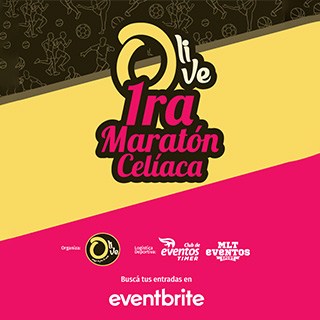 Olive
1ra
Maratón
Celíaca
Organiza:
Olive
Logística
Deportiva:
Club de
eventos
TIMER
MLT
EVENTOS
Buscá tus entradas en
eventbrite